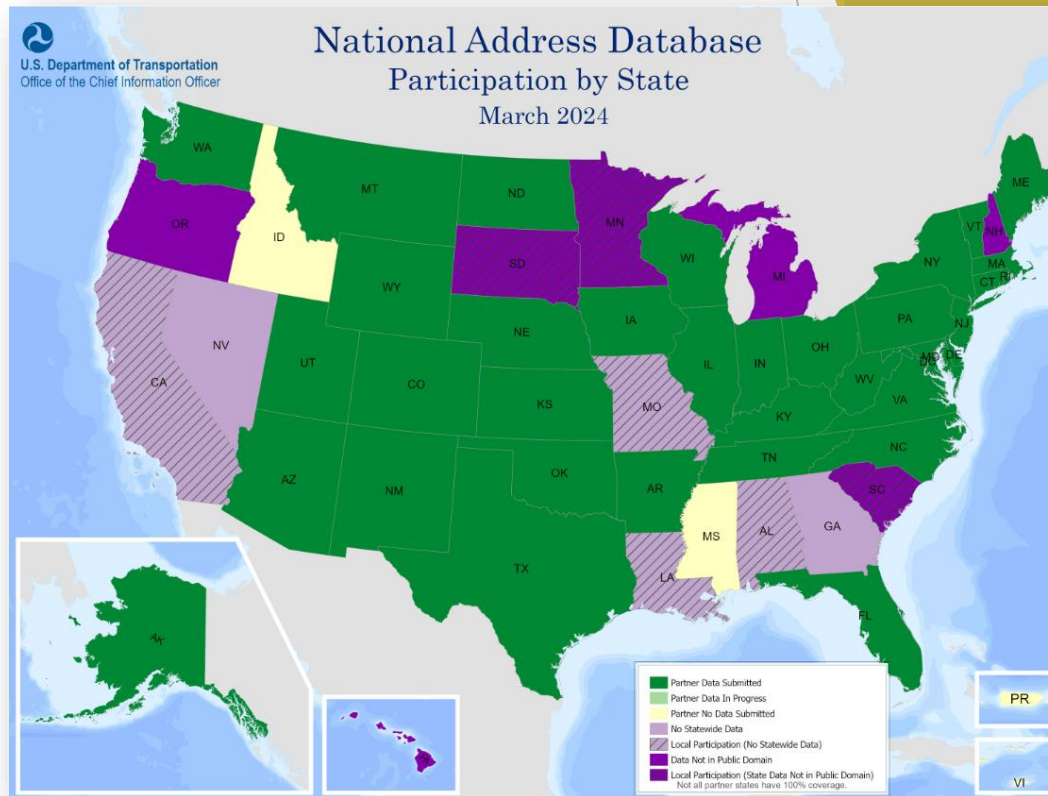 National Address Database
Participation by State
March 2024
U.S. Department of Transportation
Office of the Chief Information Officer
WA
MT
ND
MN
ME
OR
ID
SD
WI
MI
VT
NH
NY
MA
CT
RI
WY
NE
IA
PA
NJ
NV
UT
CO
KS
MO
IL
IN
OH
WV
MD
DE
DC
VA
CA
KY
NC
AZ
NM
OK
AR
TN
SC
TX
LA
MS
AL
GA
FL
AK
PR
VI
Partner Data Submitted
Partner Data In Progress
Partner No Data Submitted
No Statewide Data
Local Participation (No Statewide Data)
Data Not in Public Domain
Local Participation (State Data Not in Public Domain)
Not all partner states have 100% coverage.